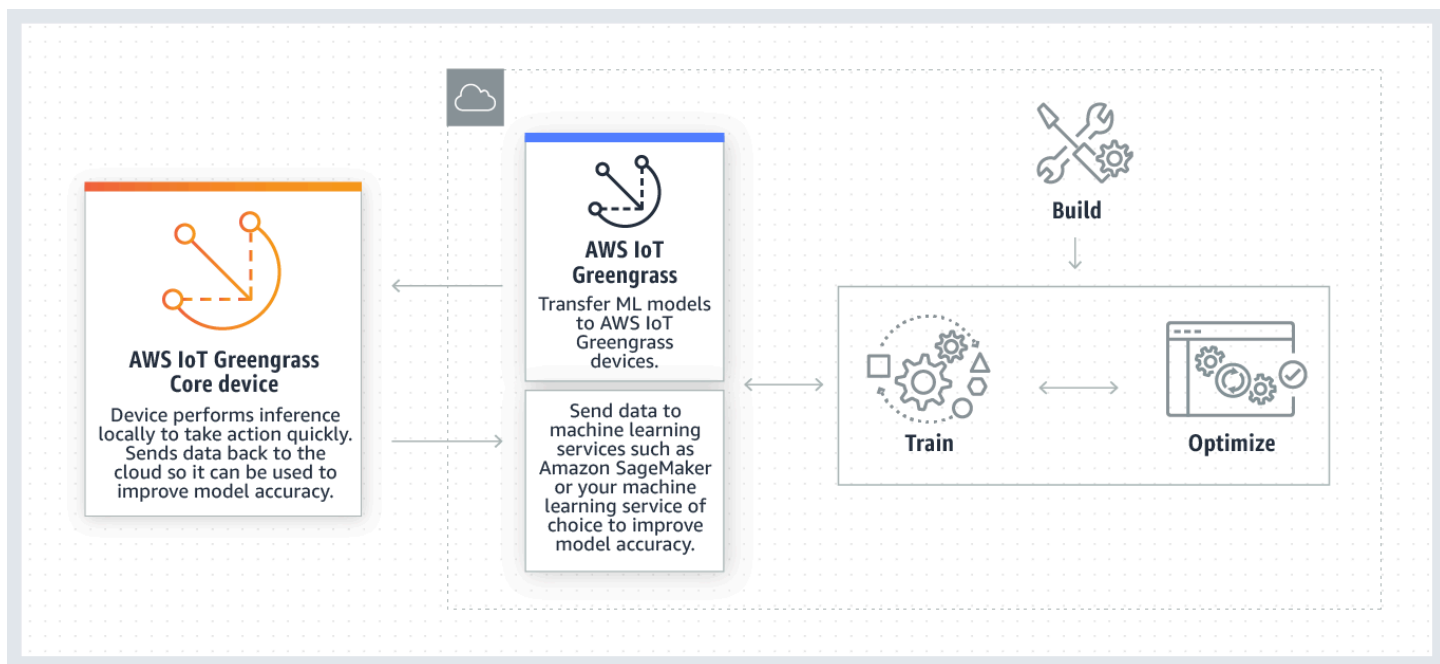 AWS IoT Greengrass
Core device
Device performs inference
locally to take action quickly.
Sends data back to the
cloud so it can be used to
improve model accuracy.
AWS IoT
Greengrass
Transfer ML models
to AWS IoT
Greengrass
devices.
Send data to
machine learning
services such as
Amazon SageMaker
or your machine
learning service of
choice to improve
model accuracy.
Build
Train
Optimize